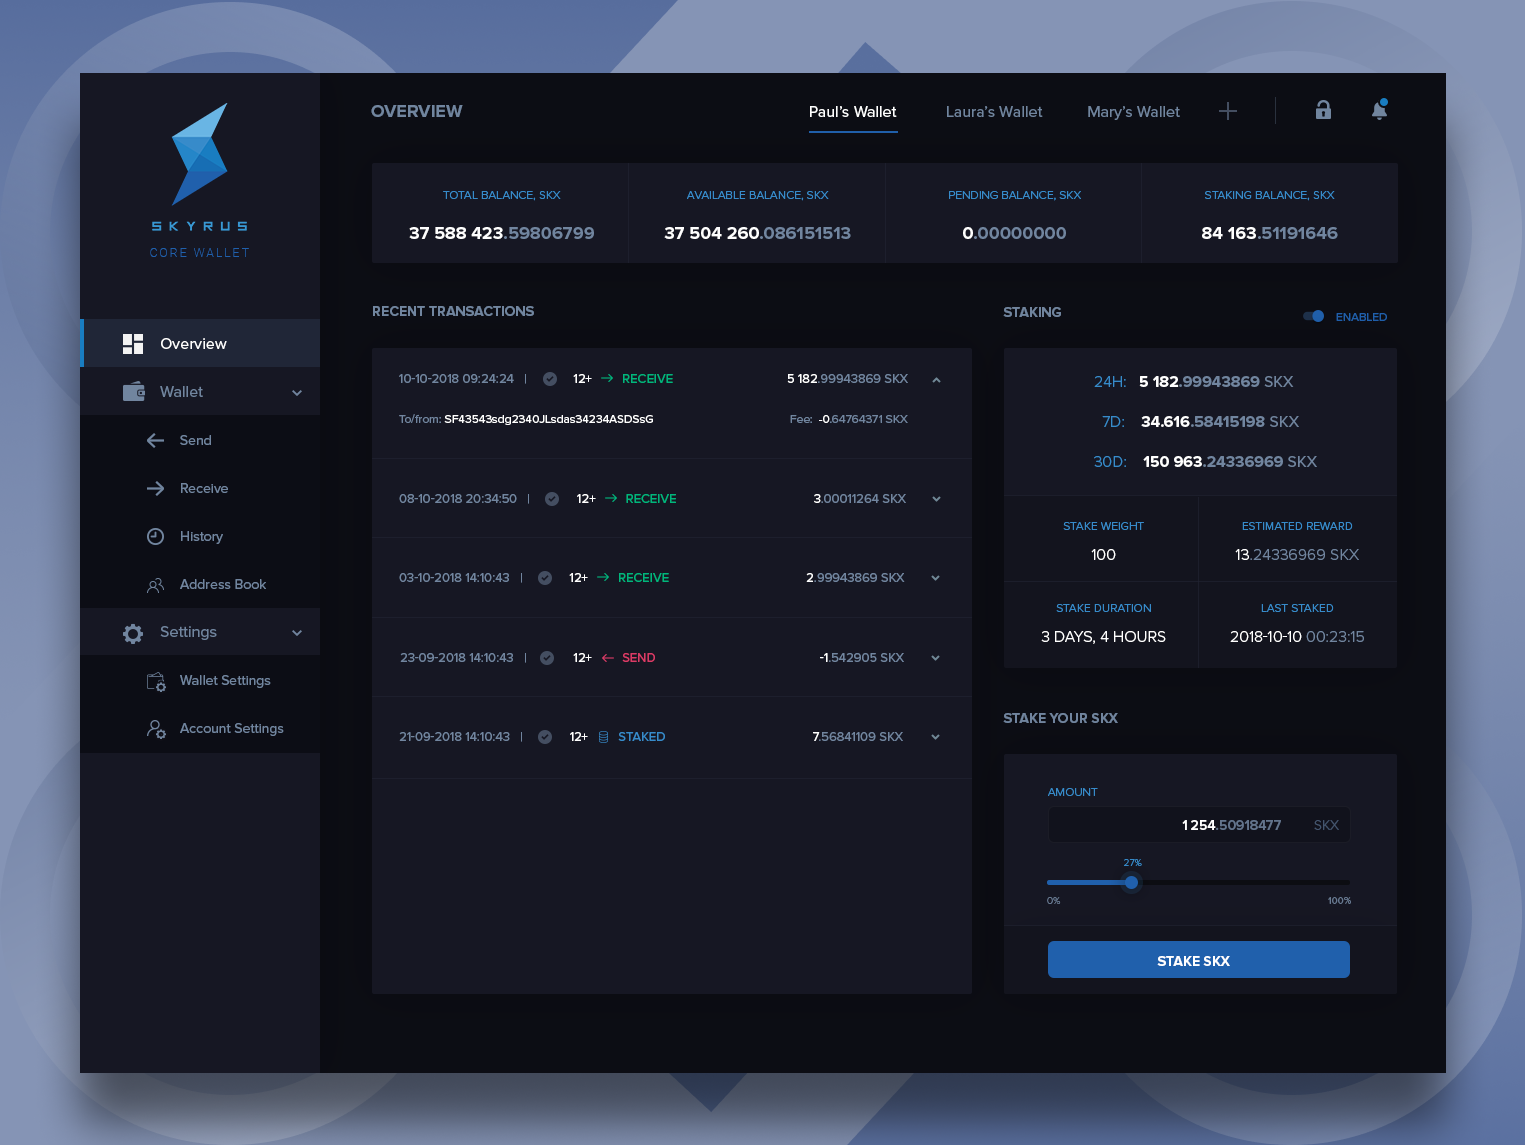 SKYRUS
CORE WALLET
Overview
Wallet
Send
Receive
History
Address Book
Settings
Wallet Settings
Account Settings
OVERVIEW
Paul's Wallet
Laura's Wallet
Mary's Wallet
TOTAL BALANCE, SKX
37 588 423.59806799
AVAILABLE BALANCE, SKX
37 504 260.086151513
PENDING BALANCE, SKX
0.00000000
STAKING BALANCE, SKX
84 163.51191646
RECENT TRANSACTIONS
10-10-2018 09:24:24 | 12+ RECEIVE 5 182.99943869 SKX
To/from: SF43543sdg2340JLsdas34234ASDSsG Fee: -0.64764371 SKX
08-10-2018 20:34:50 | 12+ RECEIVE 3.00011264 SKX
03-10-2018 14:10:43 | 12+ RECEIVE 2.99943869 SKX
23-09-2018 14:10:43 | 12+ SEND -1.542905 SKX
21-09-2018 14:10:43 | 12+ STAKED 7.56841109 SKX
STAKING
ENABLED
24H: 5 182.99943869 SKX
7D: 34.616.58415198 SKX
30D: 150 963.24336969 SKX
STAKE WEIGHT
100
ESTIMATED REWARD
13.24336969 SKX
STAKE DURATION
3 DAYS, 4 HOURS
LAST STAKED
2018-10-10 00:23:15
STAKE YOUR SKX
AMOUNT
1 254.50918477 SKX
27%
0% 100%
STAKE SKX